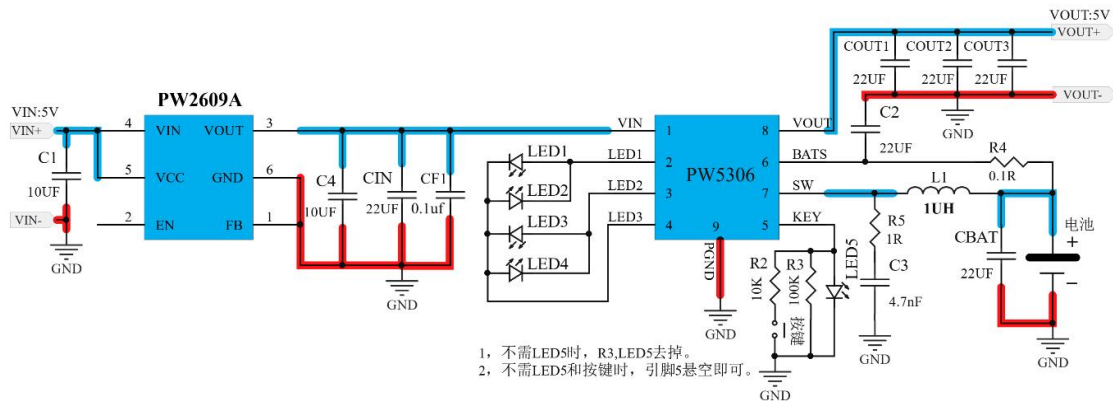 VOUT:5V
VOUT+
COUT1
COUT2
COUT3
22UF
22UF
22UF
VOUT-
GND
PW2609A
VIN:5V
VIN+
4
VIN
VOUT
3
5
VCC
GND
6
2
EN
FB
1
C1
10UF
VIN-
GND
C4
10UF
CIN
22UF
CF1
0.1uf
GND
LED1
LED2
LED3
LED4
VIN
LED1
LED2
LED3
1
2
3
4
PW5306
8
6
7
5
9
PGND
GND
VOUT
BATS
SW
KEY
C2
22UF
R4
0.1R
L1
1UH
R5
1R
C3
4.7nF
GND
CBAT
22UF
电池
+
−
GND
R2
10K
R3
100K
按键
LED5
GND
1，不需LED5时，R3,LED5去掉。
2，不需LED5和按键时，引脚5悬空即可。